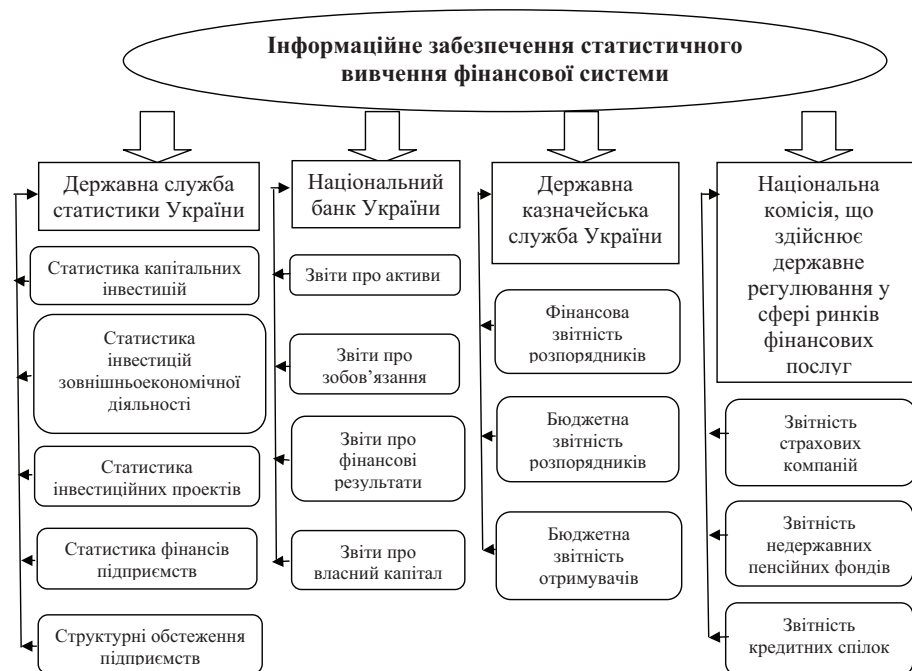 Інформаційне забезпечення статистичного
вивчення фінансової системи
Державна служба
статистики України
Статистика капітальних
інвестицій
Статистика
інвестицій
зовнішньоекономічної
діяльності
Статистика
інвестиційних проектів
Статистика фінансів
підприємств
Структурні обстеження
підприємств
Національний
банк України
Звіти про активи
Звіти про
зобов’язання
Звіти про
фінансові
результати
Звіти про
власний капітал
Державна
казначейська
служба України
Фінансова
звітність
розпорядників
Бюджетна
звітність
розпорядників
Бюджетна
звітність
отримувачів
Національна
комісія, що
здійснює
державне
регулювання у
сфері ринків
фінансових
послуг
Звітність
страхових
компаній
Звітність
недержавних
пенсійних фондів
Звітність
кредитних спілок